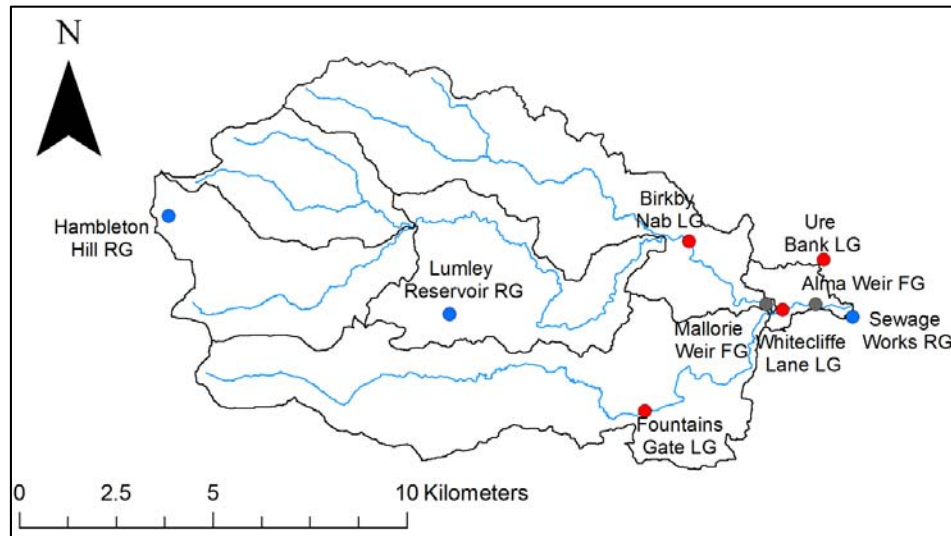 N
Hambleton
Hill RG
Lumley
Reservoir RG
Birkby
Nab LG
Ure
Bank LG
Alma Weir FG
Mallorie
Weir FG
Whitecliffe
Lane LG
Sewage
Works RG
Fountains
Gate LG
0 2.5 5 10 Kilometers